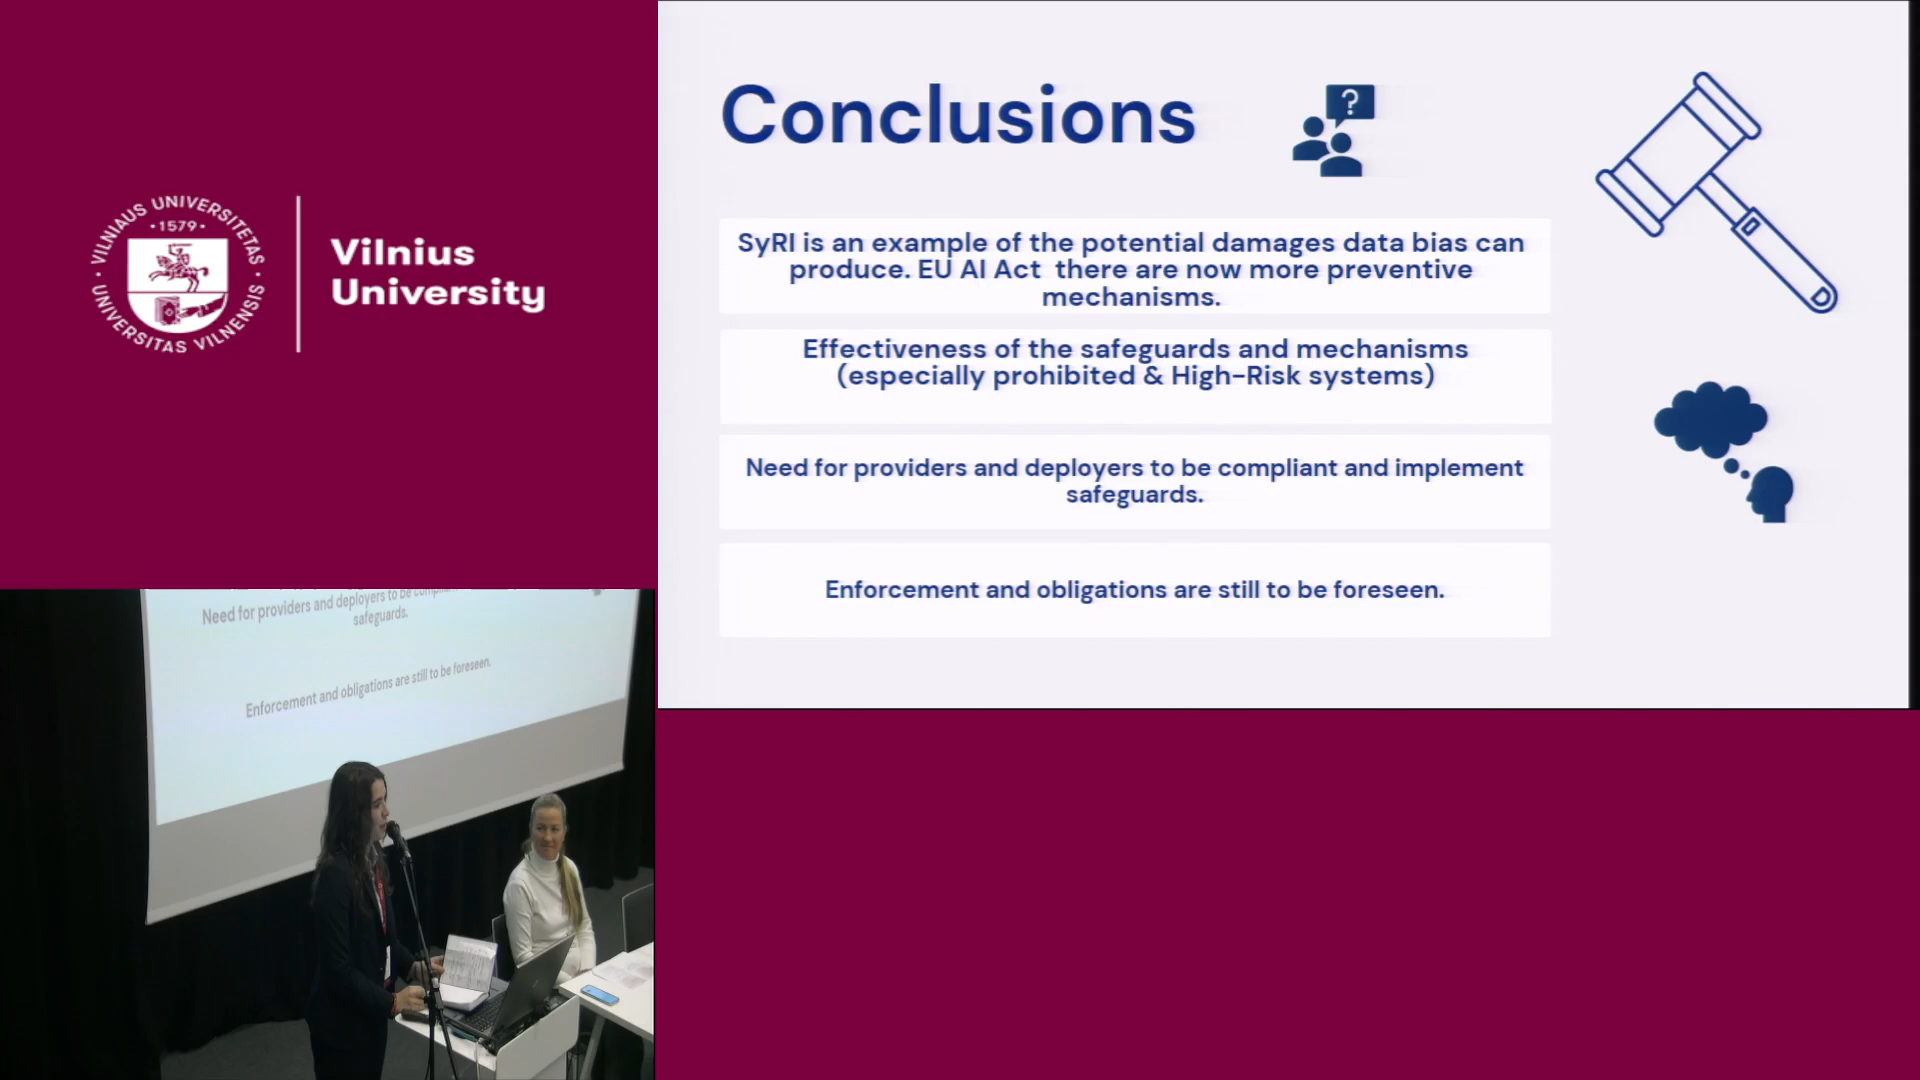 VILNIAUS UNIVERSITETAS
•1579•
UNIVERSITAS VILNENSIS
Vilnius
University
Conclusions
?
SyRI is an example of the potential damages data bias can
produce. EU AI Act there are now more preventive
mechanisms.
Effectiveness of the safeguards and mechanisms
(especially prohibited & High-Risk systems)
Need for providers and deployers to be compliant and implement
safeguards.
Enforcement and obligations are still to be foreseen.
Need for providers and deployers to be
safeguards.
Enforcement and obligations are still to be foreseen.